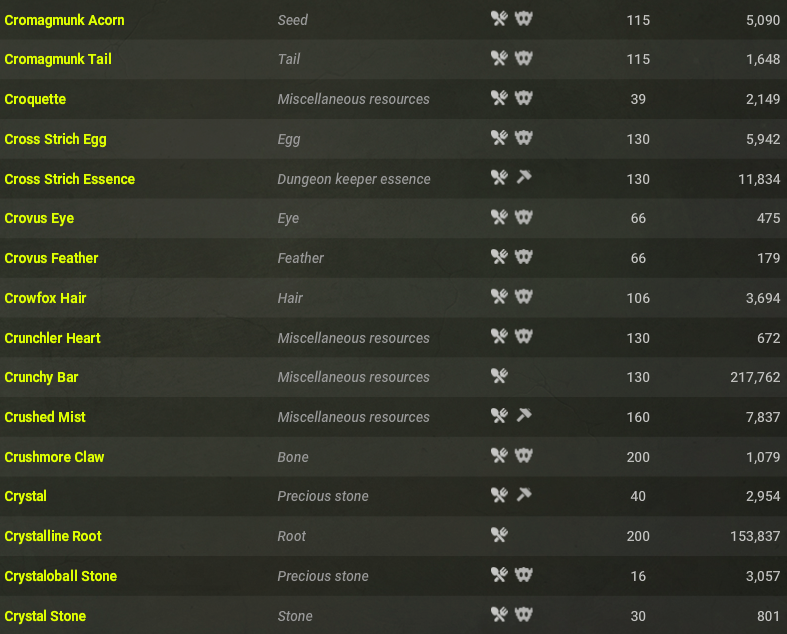 Cromagmunk Acorn Seed 115 5,090
Cromagmunk Tail Tail 115 1,648
Croquette Miscellaneous resources 39 2,149
Cross Strich Egg Egg 130 5,942
Cross Strich Essence Dungeon keeper essence 130 11,834
Crovus Eye Eye 66 475
Crovus Feather Feather 66 179
Crowfox Hair Hair 106 3,694
Crunchler Heart Miscellaneous resources 130 672
Crunchy Bar Miscellaneous resources 130 217,762
Crushed Mist Miscellaneous resources 160 7,837
Crushmore Claw Bone 200 1,079
Crystal Precious stone 40 2,954
Crystalline Root Root 200 153,837
Crystaloball Stone Precious stone 16 3,057
Crystal Stone Stone 30 801